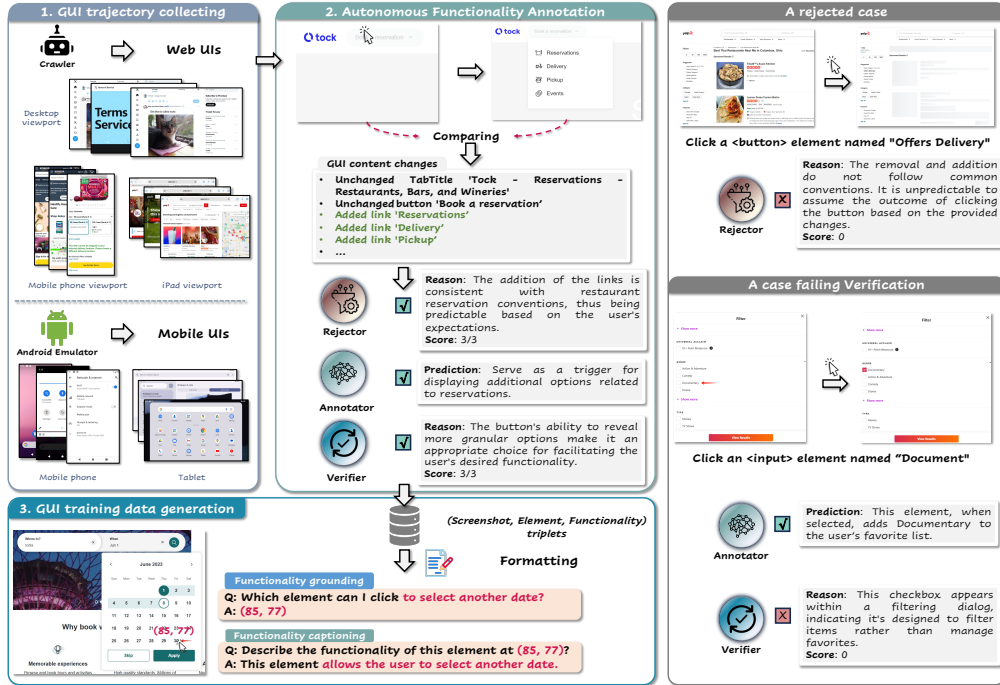 1. GUI trajectory collecting
Crawler
Web UIs
Desktop
viewport
Terms
Servic
Mobile phone viewport
iPad viewport
Android Emulator
Mobile UIs
Mobile phone
Tablet
2. Autonomous Functionality Annotation
tock
tock
Reservations
Delivery
Pickup
Events
Comparing
GUI content changes
• Unchanged TabTitle 'Tock - Reservations -
Restaurants, Bars, and Wineries'
• Unchanged button 'Book a reservation'
• Added link 'Reservations'
• Added link 'Delivery'
• Added link 'Pickup'
• ...
Rejector
Reason: The addition of the links is
consistent with restaurant
reservation conventions, thus being
predictable based on the user's
expectations.
Score: 3/3
Annotator
Prediction: Serve as a trigger for
displaying additional options related
to reservations.
Verifier
Reason: The button's ability to reveal
more granular options make it an
appropriate choice for facilitating the
user's desired functionality.
Score: 3/3
3. GUI training data generation
June 2023
Why book w
(85, 77)
Skip
Apply
Memorable experiences
(Screenshot, Element, Functionality)
triplets
Formatting
Functionality grounding
Q: Which element can I click to select another date?
A: (85, 77)
Functionality captioning
Q: Describe the functionality of this element at (85, 77)?
A: This element allows the user to select another date.
A rejected case
Click a <button> element named "Offers Delivery"
Rejector
X
Reason: The removal and addition
do not follow common
conventions. It is unpredictable to
assume the outcome of clicking
the button based on the provided
changes.
Score: 0
A case failing Verification
Filter
Filter
View Results
View Results
Click an <input> element named "Document"
Annotator
Prediction: This element, when
selected, adds Documentary to
the user's favorite list.
Verifier
X
Reason: This checkbox appears
within a filtering dialog,
indicating it's designed to filter
items rather than manage
favorites.
Score: 0